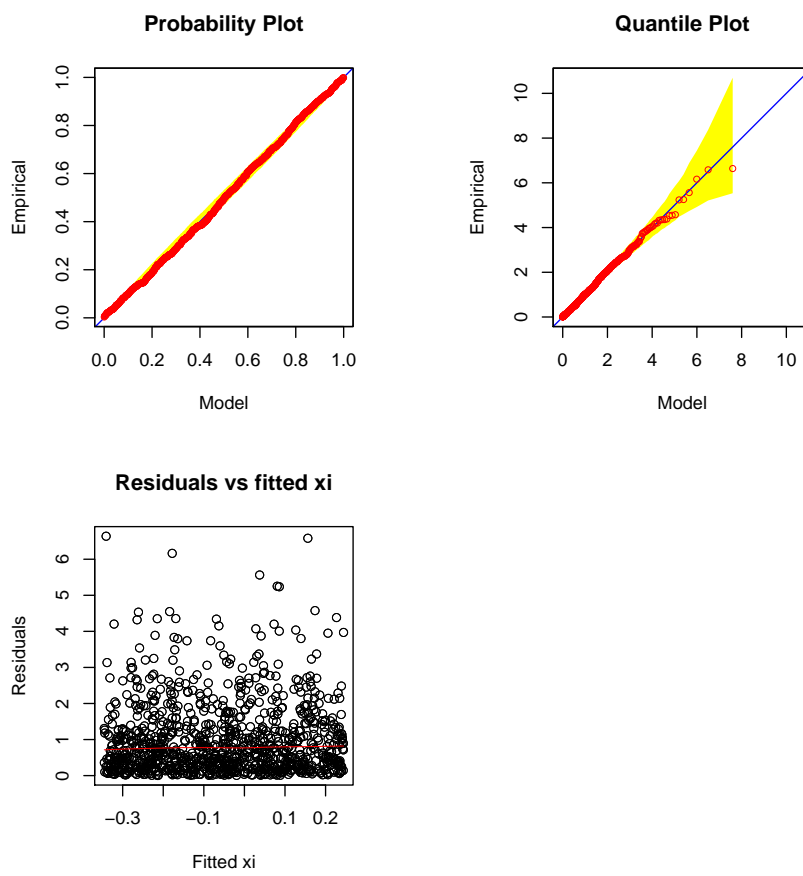 Probability Plot
Empirical
0.0 0.2 0.4 0.6 0.8 1.0
0.0 0.2 0.4 0.6 0.8 1.0
Model
Quantile Plot
Empirical
0 2 4 6 8 10
0 2 4 6 8 10
Model
Residuals vs fitted xi
Residuals
0 1 2 3 4 5 6
−0.3 −0.1 0.1 0.2
Fitted xi